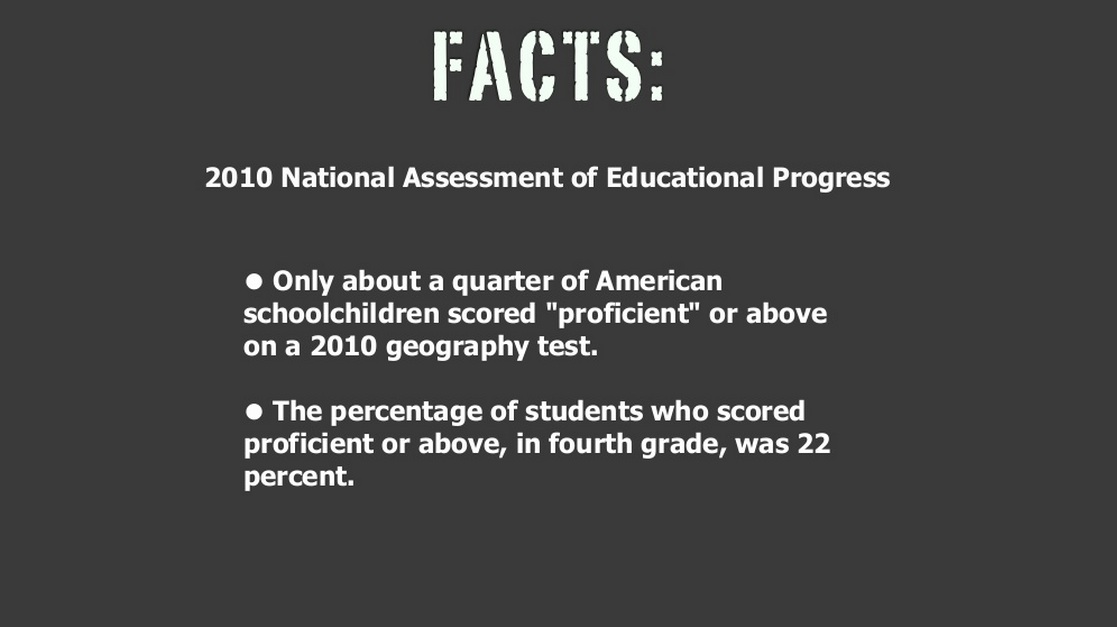 FACTS:
2010 National Assessment of Educational Progress
● Only about a quarter of American
schoolchildren scored "proficient" or above
on a 2010 geography test.
● The percentage of students who scored
proficient or above, in fourth grade, was 22
percent.